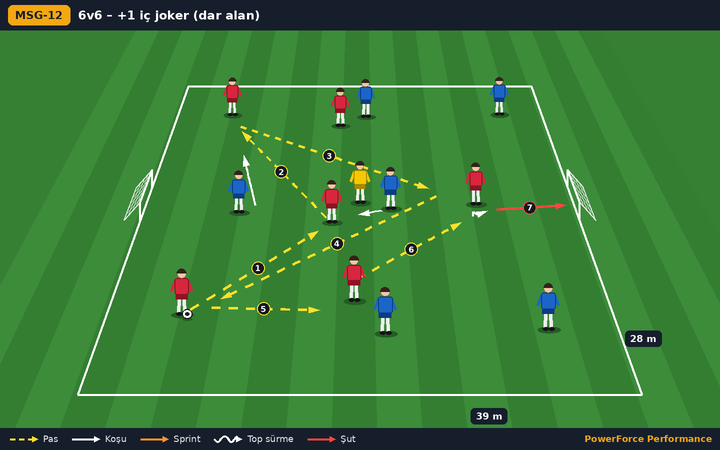 MSG-12 6v6 – +1 iç joker (dar alan)
3
2
7
4
6
1
5
28 m
39 m
Pas Koşu Sprint Top sürme Şut PowerForce Performance